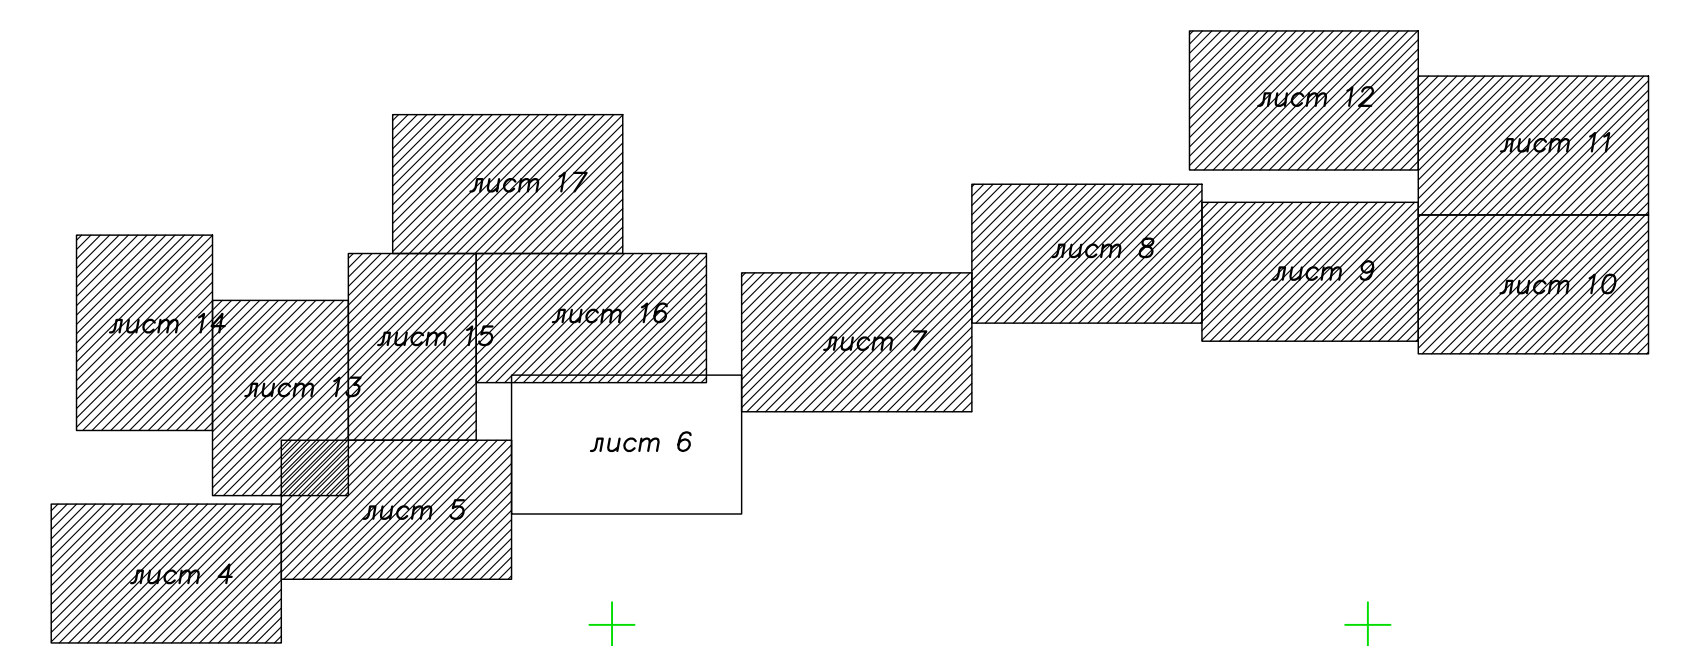 лист 12
лист 11
лист 17
лист 8
лист 9
лист 10
лист 14
лист 16
лист 15
лист 7
лист 13
лист 6
лист 5
лист 4